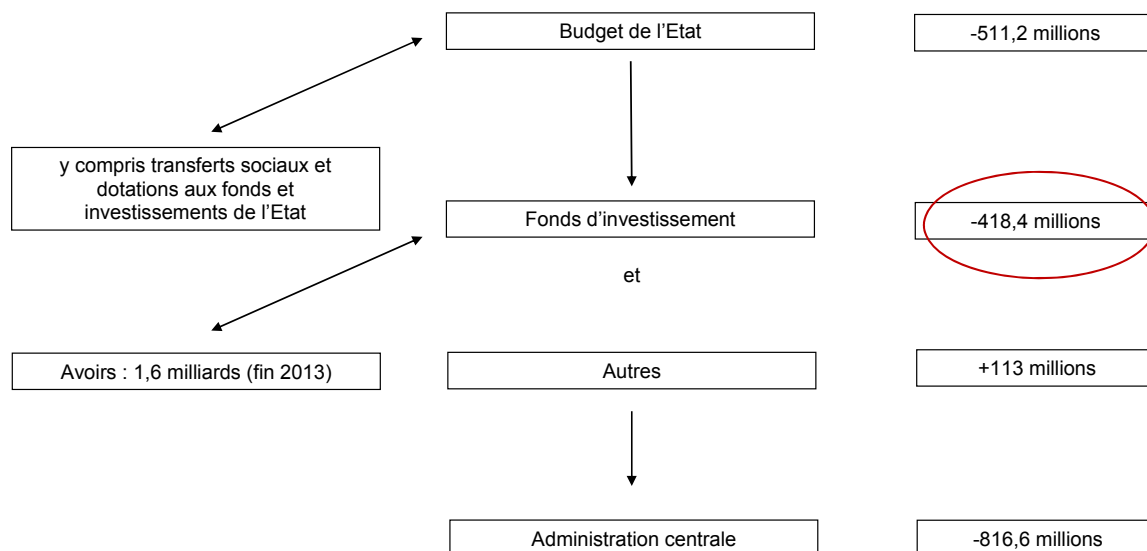 Budget de l'Etat
-511,2 millions
y compris transferts sociaux et
dotations aux fonds et
investissements de l'Etat
Fonds d'investissement
-418,4 millions
et
Avoirs : 1,6 milliards (fin 2013)
Autres
+113 millions
Administration centrale
-816,6 millions